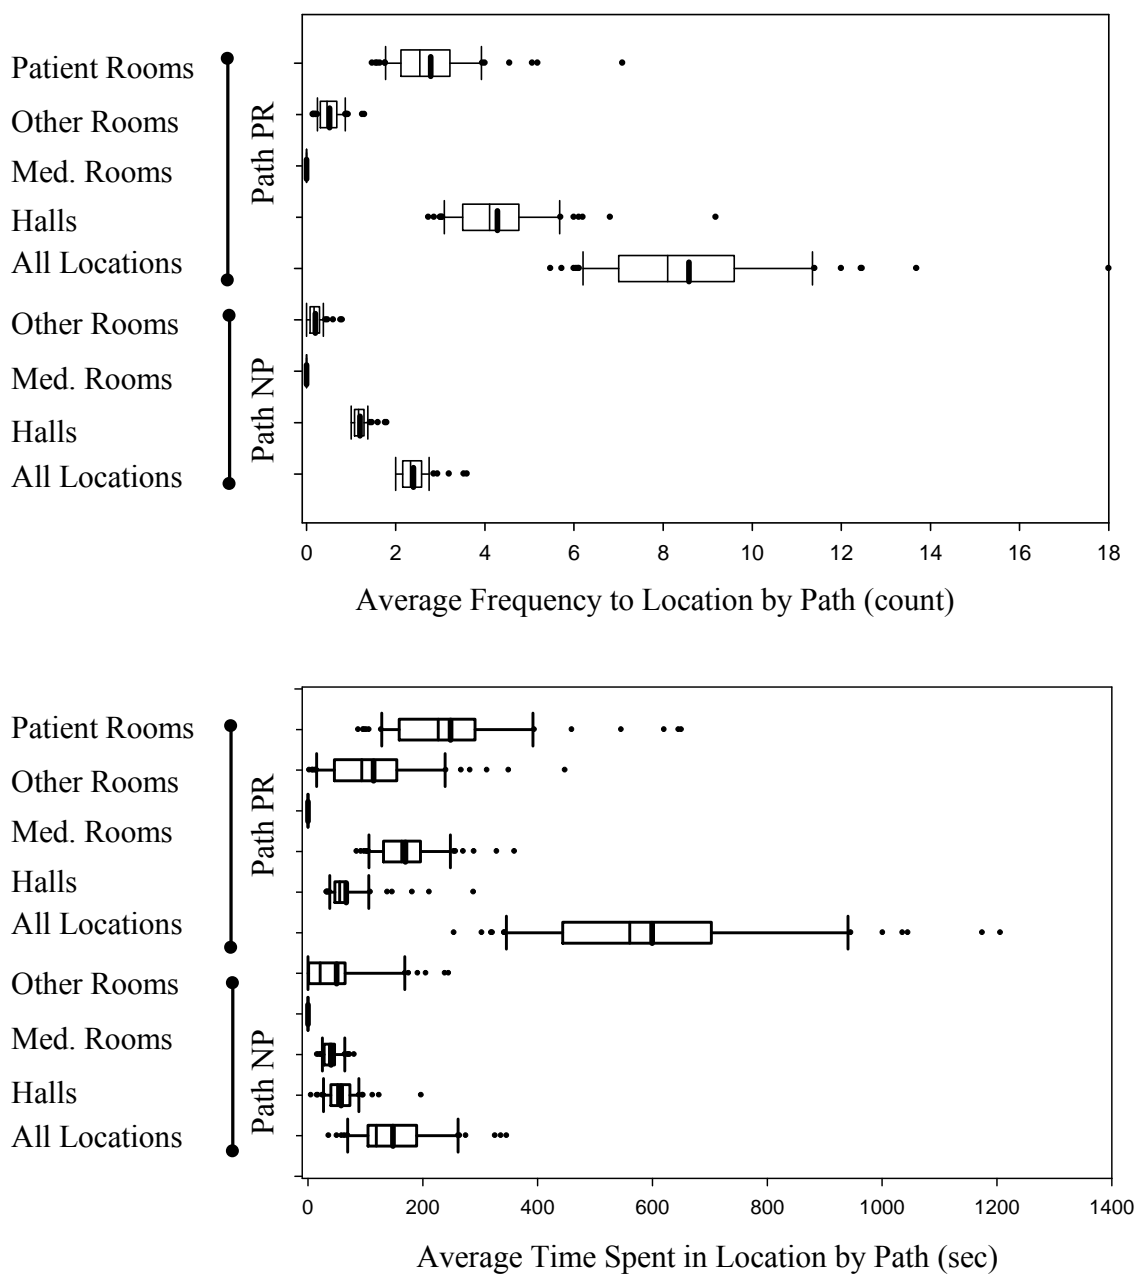 Patient Rooms
Other Rooms
Med. Rooms
Halls
All Locations
Path PR
Other Rooms
Med. Rooms
Halls
All Locations
Path NP
0 2 4 6 8 10 12 14 16 18
Average Frequency to Location by Path (count)
Patient Rooms
Other Rooms
Med. Rooms
Halls
All Locations
Path PR
Other Rooms
Med. Rooms
Halls
All Locations
Path NP
0 200 400 600 800 1000 1200 1400
Average Time Spent in Location by Path (sec)